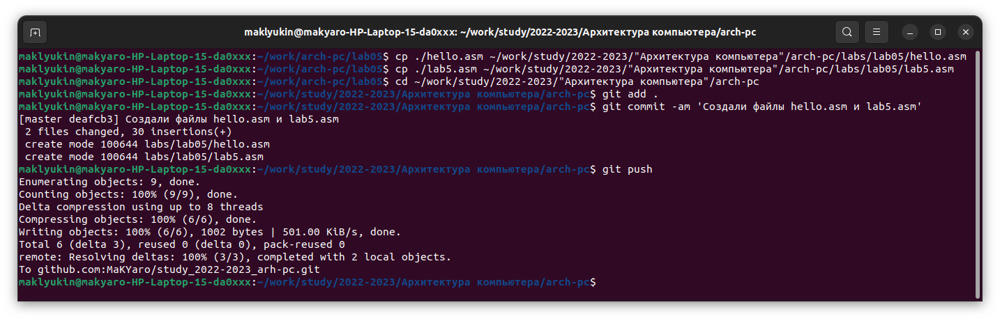 maklyukin@makyaro-HP-Laptop-15-da0xxx: ~/work/study/2022-2023/Архитектура компьютера/arch-pc
maklyukin@makyaro-HP-Laptop-15-da0xxx:~/work/arch-pc/lab05$ cp ./hello.asm ~/work/study/2022-2023/"Архитектура компьютера"/arch-pc/labs/lab05/hello.asm
maklyukin@makyaro-HP-Laptop-15-da0xxx:~/work/arch-pc/lab05$ cp ./lab5.asm ~/work/study/2022-2023/"Архитектура компьютера"/arch-pc/labs/lab05/lab5.asm
maklyukin@makyaro-HP-Laptop-15-da0xxx:~/work/arch-pc/lab05$ cd ~/work/study/2022-2023/"Архитектура компьютера"/arch-pc
maklyukin@makyaro-HP-Laptop-15-da0xxx:~/work/study/2022-2023/Архитектура компьютера/arch-pc$ git add .
maklyukin@makyaro-HP-Laptop-15-da0xxx:~/work/study/2022-2023/Архитектура компьютера/arch-pc$ git commit -am 'Создали файлы hello.asm и lab5.asm'
[master deafcb3] Создали файлы hello.asm и lab5.asm
 2 files changed, 30 insertions(+)
 create mode 100644 labs/lab05/hello.asm
 create mode 100644 labs/lab05/lab5.asm
maklyukin@makyaro-HP-Laptop-15-da0xxx:~/work/study/2022-2023/Архитектура компьютера/arch-pc$ git push
Enumerating objects: 9, done.
Counting objects: 100% (9/9), done.
Delta compression using up to 8 threads
Compressing objects: 100% (6/6), done.
Writing objects: 100% (6/6), 1002 bytes | 501.00 KiB/s, done.
Total 6 (delta 3), reused 0 (delta 0), pack-reused 0
remote: Resolving deltas: 100% (3/3), completed with 2 local objects.
To github.com:MaKYaro/study_2022-2023_arh-pc.git
maklyukin@makyaro-HP-Laptop-15-da0xxx:~/work/study/2022-2023/Архитектура компьютера/arch-pc$